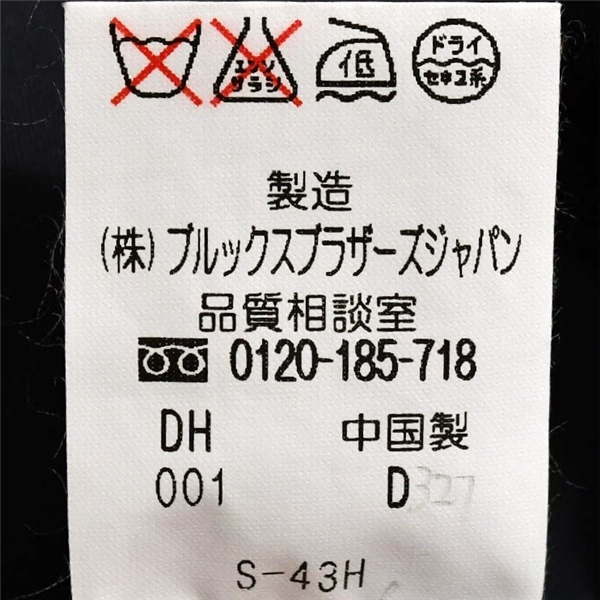 エンソ
サラシ
低
ドライ
セキユ系
製造
(株)ブルックスブラザーズジャパン
品質相談室
0120-185-718
DH 中国製
001 D 327
S-43H